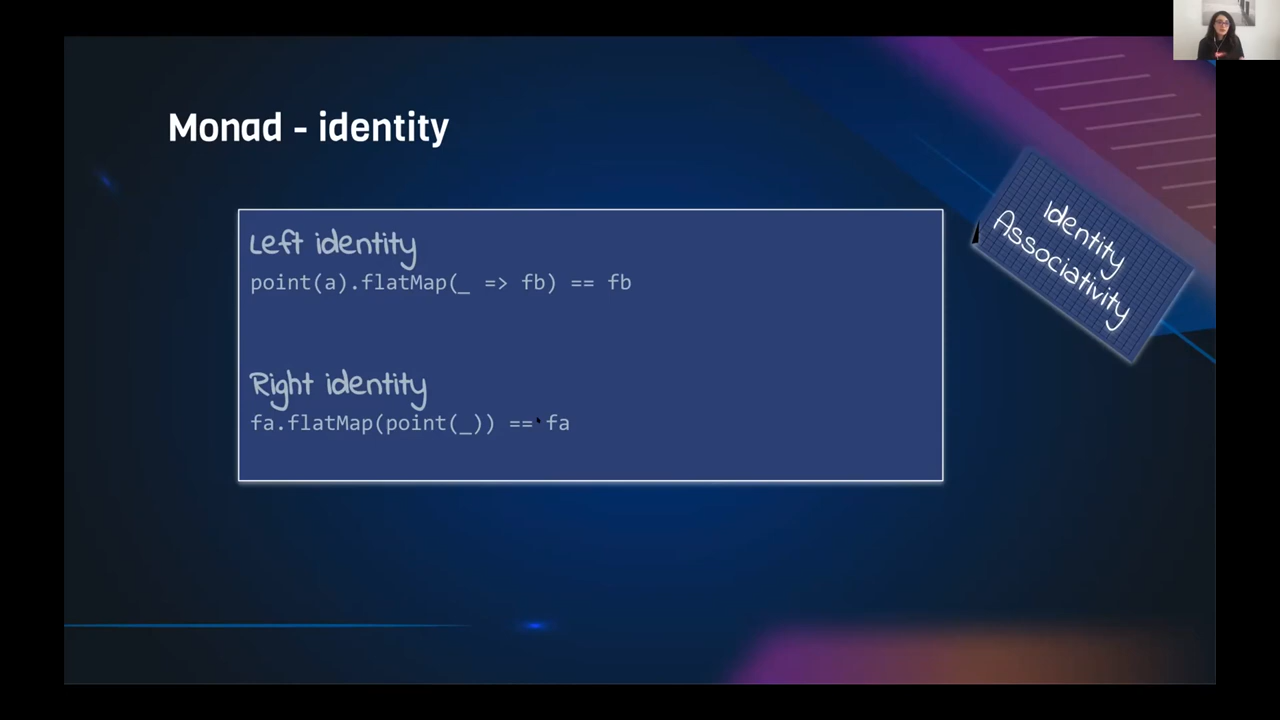 Monad - identity
Left identity
point(a).flatMap(_ => fb) == fb
Right identity
fa.flatMap(point(_)) == fa
Identity
Associativity